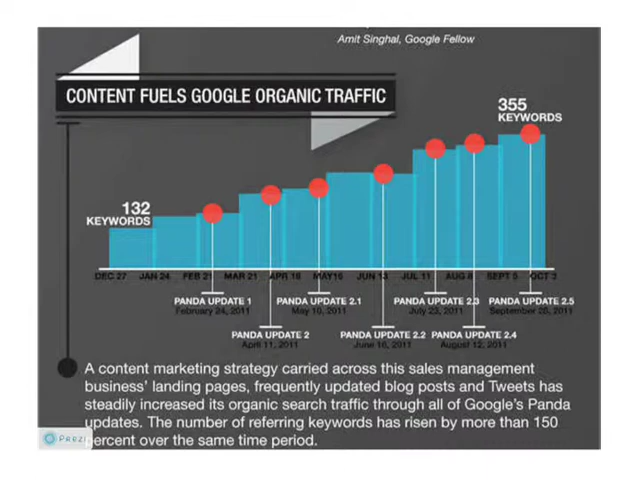 Amit Singhal, Google Fellow
CONTENT FUELS GOOGLE ORGANIC TRAFFIC
355
KEYWORDS
132
KEYWORDS
DEC 27 JAN 24 FEB 21 MAR 21 APR 18 MAY16 JUN 13 JUL 11 AUG 8 SEPT 5 OCT 3
PANDA UPDATE 1 PANDA UPDATE 2.1 PANDA UPDATE 2.3 PANDA UPDATE 2.5
February 24, 2011 May 10, 2011 July 23, 2011 September 28, 2011
PANDA UPDATE 2 PANDA UPDATE 2.2 PANDA UPDATE 2.4
April 11, 2011 June 16, 2011 August 12, 2011
A content marketing strategy carried across this sales management
business' landing pages, frequently updated blog posts and Tweets has
steadily increased its organic search traffic through all of Google's Panda
updates. The number of referring keywords has risen by more than 150
percent over the same time period.
Prezi